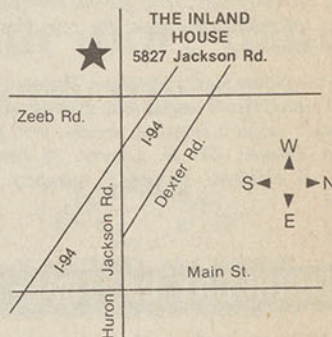 THE INLAND
HOUSE
5827 Jackson Rd.
Zeeb Rd.
I-94
Dexter Rd.
W
S
N
E
I-94
Huron Jackson Rd.
Main St.